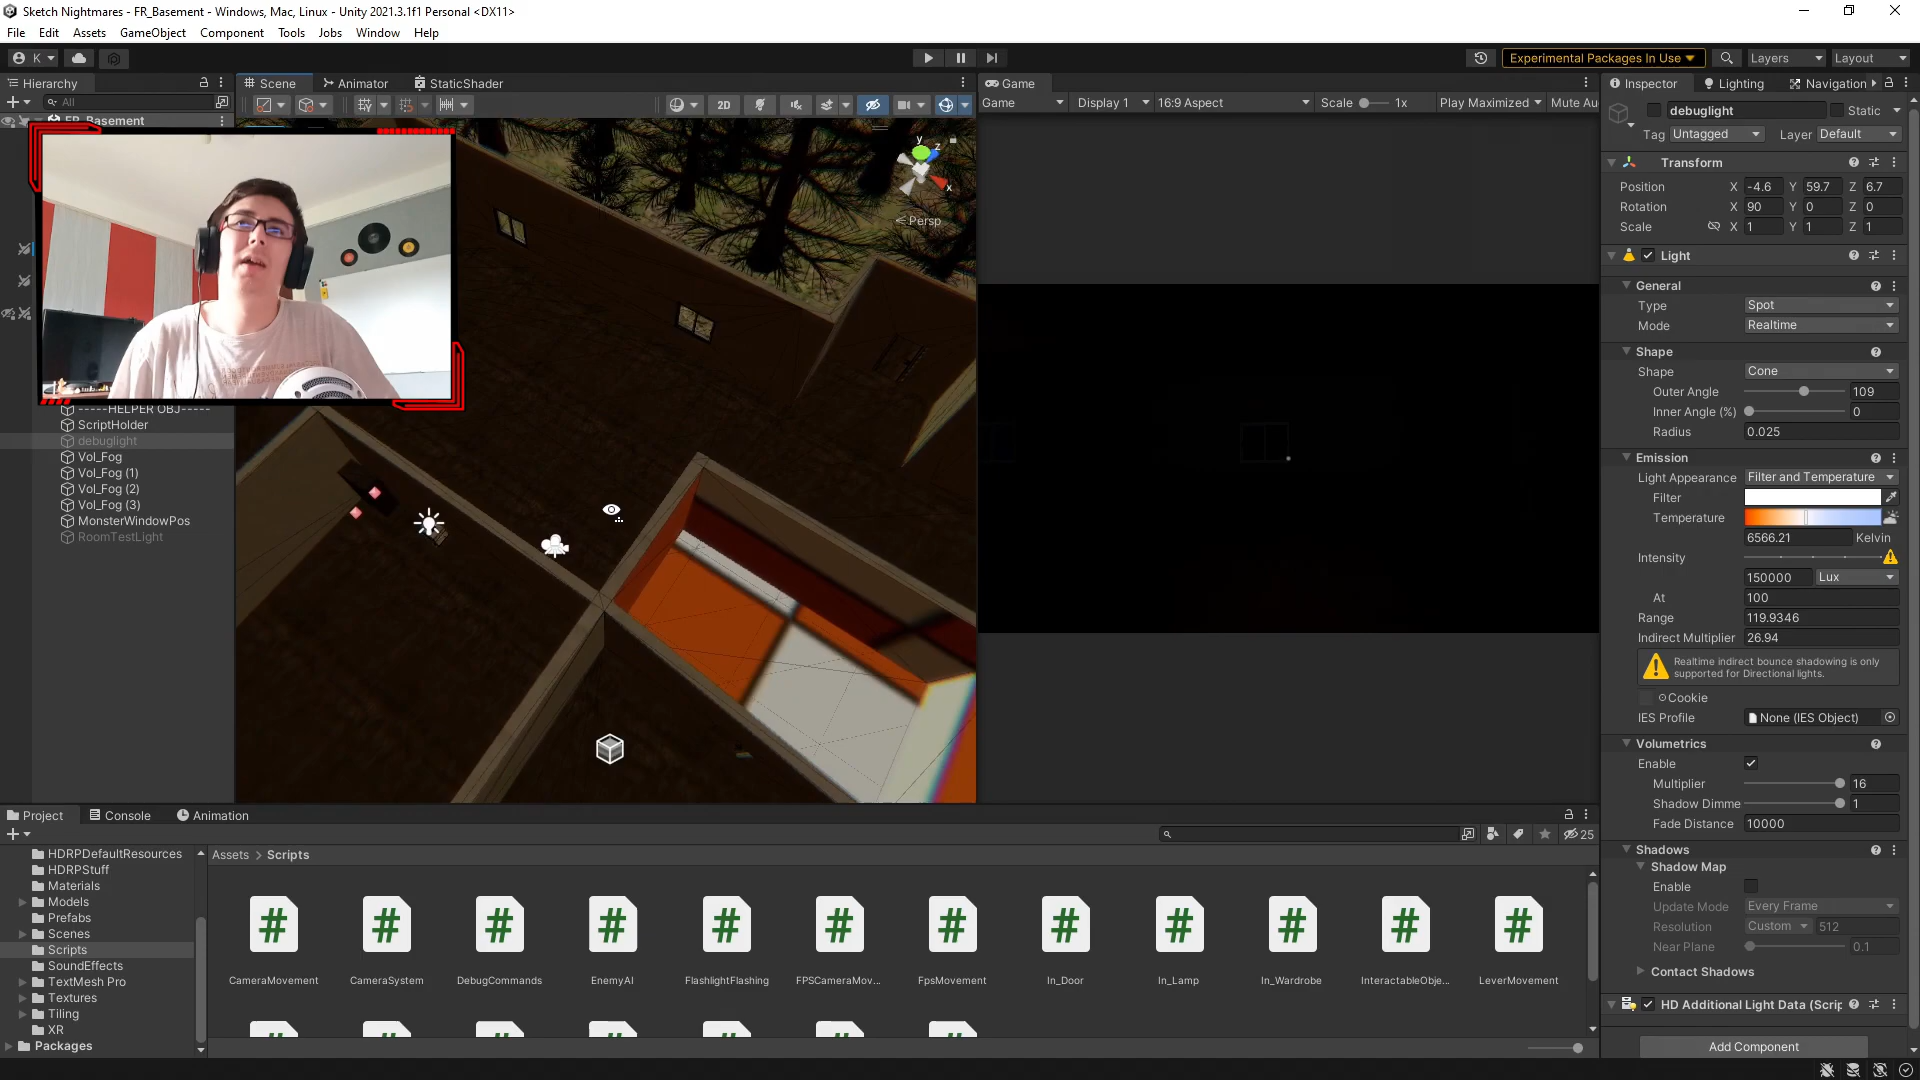 Sketch Nightmares - FR_Basement - Windows, Mac, Linux - Unity 2021.3.1f1 Personal <DX11>
File Edit Assets GameObject Component Tools Jobs Window Help
K Experimental Packages In Use Layers Layout
Hierarchy Scene Animator StaticShader Game Inspector Lighting Navigation
All 2D Game Display 1 16:9 Aspect Scale 1x Play Maximized Mute Au
FR_Basement
y z x
Persp
-----HELPER OBJ-----
ScriptHolder
debuglight
Vol_Fog
Vol_Fog (1)
Vol_Fog (2)
Vol_Fog (3)
MonsterWindowPos
RoomTestLight
debuglight Static
Tag Untagged Layer Default
Transform
Position X -4.6 Y 59.7 Z 6.7
Rotation X 90 Y 0 Z 0
Scale X 1 Y 1 Z 1
Light
General
Type Spot
Mode Realtime
Shape
Shape Cone
Outer Angle 109
Inner Angle (%) 0
Radius 0.025
Emission
Light Appearance Filter and Temperature
Filter
Temperature
6566.21 Kelvin
Intensity
150000 Lux
At 100
Range 119.9346
Indirect Multiplier 26.94
Realtime indirect bounce shadowing is only
supported for Directional lights.
Cookie
IES Profile None (IES Object)
Volumetrics
Enable
Multiplier 16
Shadow Dimme 1
Fade Distance 10000
Shadows
Shadow Map
Enable
Update Mode Every Frame
Resolution Custom 512
Near Plane 0.1
Contact Shadows
HD Additional Light Data (Scrip
Add Component
Project Console Animation
25
HDRPDefaultResources
HDRPStuff
Materials
Models
Prefabs
Scenes
Scripts
SoundEffects
TextMesh Pro
Textures
Tiling
XR
Packages
Assets > Scripts
CameraMovement CameraSystem DebugCommands EnemyAI FlashlightFlashing FPSCameraMov... FpsMovement In_Door In_Lamp In_Wardrobe InteractableObje... LeverMovement